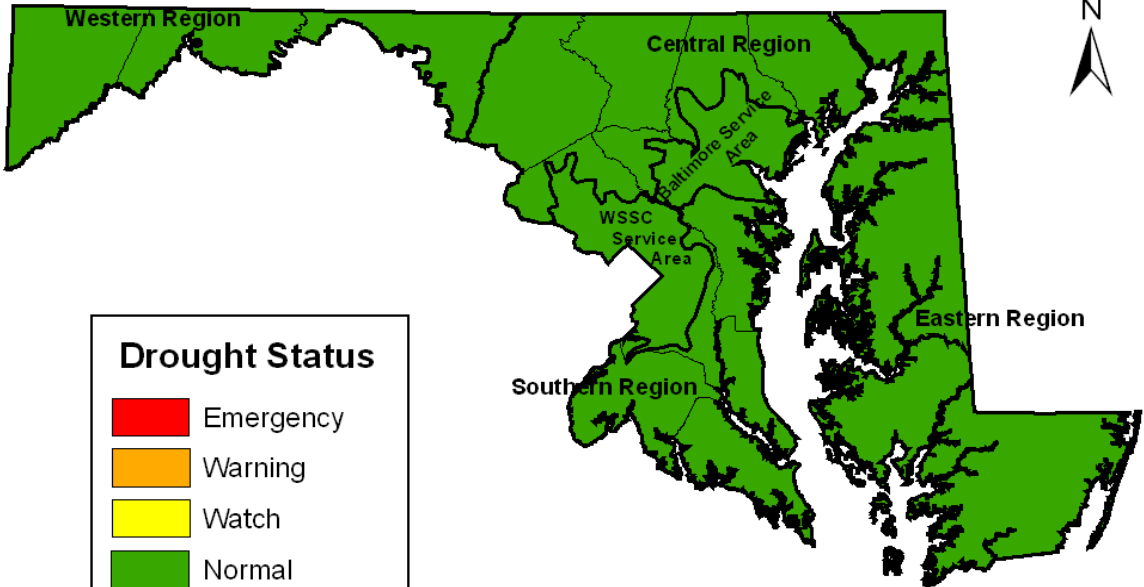 Western Region
Central Region
N
Baltimore Service
Area
WSSC
Service
Area
Eastern Region
Southern Region
Drought Status
Emergency
Warning
Watch
Normal